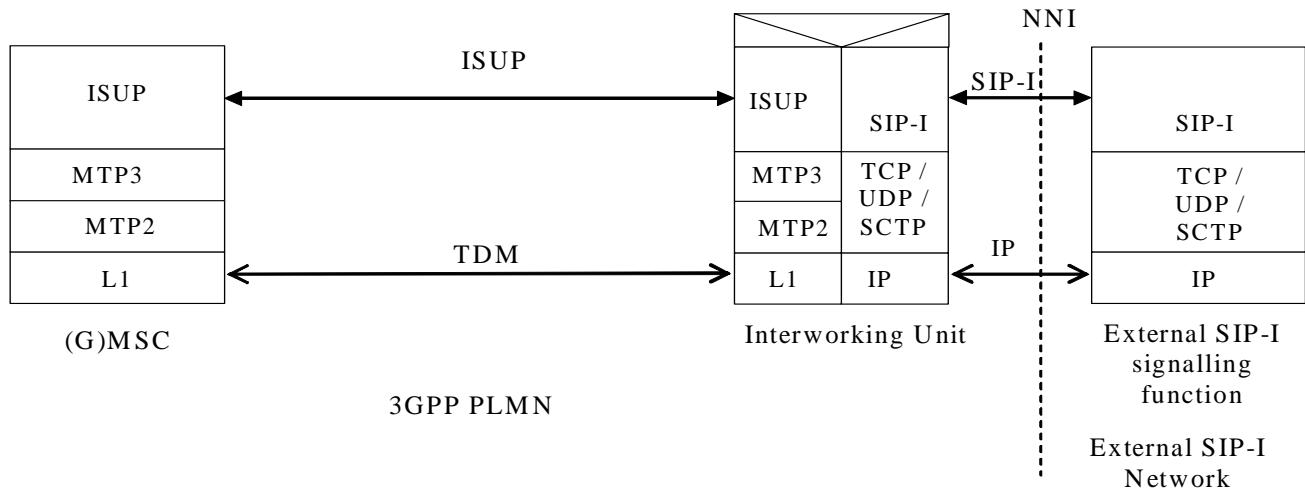 NNI
ISUP
ISUP
SIP-I
ISUP
SIP-I
SIP-I
MTP3
MTP2
L1
TDM
MTP3
MTP2
L1
TCP /
UDP /
SCTP
IP
IP
TCP /
UDP /
SCTP
IP
(G)MSC
Interworking Unit
External SIP-I
signalling
function
3GPP PLMN
External SIP-I
Network